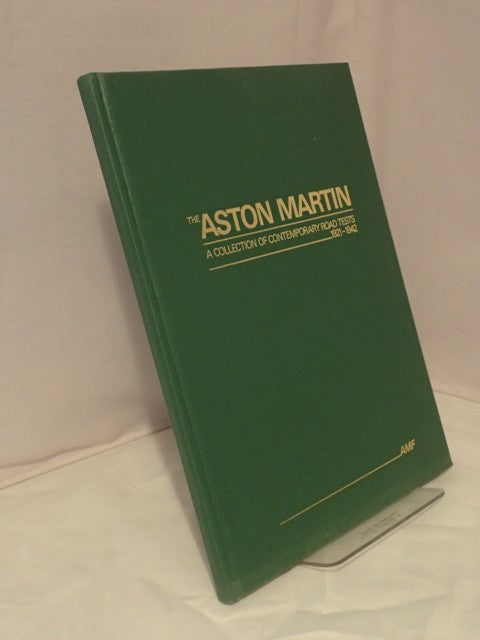 THE ASTON MARTIN
A COLLECTION OF CONTEMPORARY ROAD TESTS
1921-1942
AMF